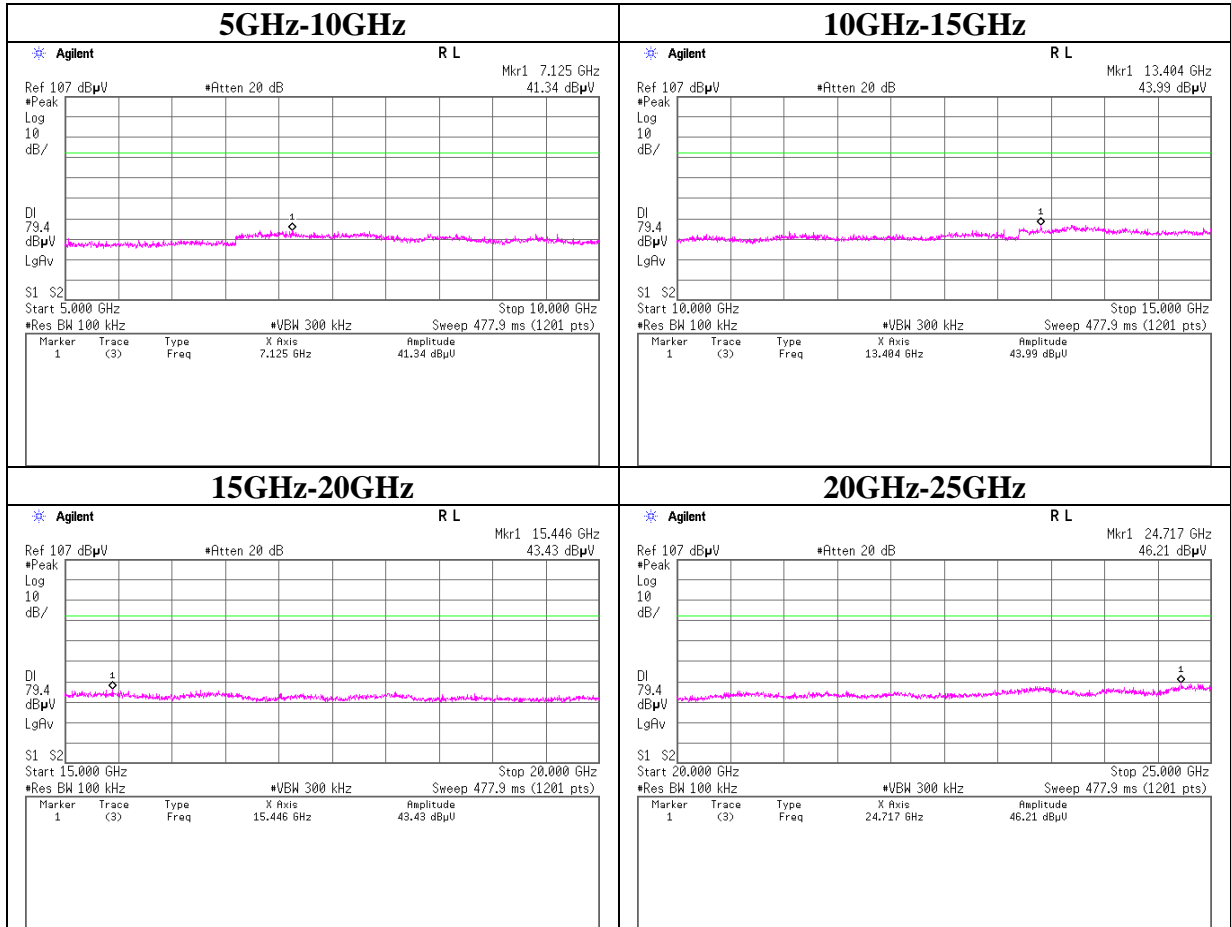 5GHz-10GHz
Agilent R L
Mkr1 7.125 GHz
Ref 107 dBµV #Atten 20 dB 41.34 dBµV
#Peak
Log
10
dB/
1
DI
79.4
dBµV
LgAv
S1 S2
Start 5.000 GHz Stop 10.000 GHz
#Res BW 100 kHz #VBW 300 kHz Sweep 477.9 ms (1201 pts)
Marker Trace Type X Axis Amplitude
1 (3) Freq 7.125 GHz 41.34 dBµV
10GHz-15GHz
Agilent R L
Mkr1 13.404 GHz
Ref 107 dBµV #Atten 20 dB 43.99 dBµV
#Peak
Log
10
dB/
1
DI
79.4
dBµV
LgAv
S1 S2
Start 10.000 GHz Stop 15.000 GHz
#Res BW 100 kHz #VBW 300 kHz Sweep 477.9 ms (1201 pts)
Marker Trace Type X Axis Amplitude
1 (3) Freq 13.404 GHz 43.99 dBµV
15GHz-20GHz
Agilent R L
Mkr1 15.446 GHz
Ref 107 dBµV #Atten 20 dB 43.43 dBµV
#Peak
Log
10
dB/
1
DI
79.4
dBµV
LgAv
S1 S2
Start 15.000 GHz Stop 20.000 GHz
#Res BW 100 kHz #VBW 300 kHz Sweep 477.9 ms (1201 pts)
Marker Trace Type X Axis Amplitude
1 (3) Freq 15.446 GHz 43.43 dBµV
20GHz-25GHz
Agilent R L
Mkr1 24.717 GHz
Ref 107 dBµV #Atten 20 dB 46.21 dBµV
#Peak
Log
10
dB/
1
DI
79.4
dBµV
LgAv
S1 S2
Start 20.000 GHz Stop 25.000 GHz
#Res BW 100 kHz #VBW 300 kHz Sweep 477.9 ms (1201 pts)
Marker Trace Type X Axis Amplitude
1 (3) Freq 24.717 GHz 46.21 dBµV